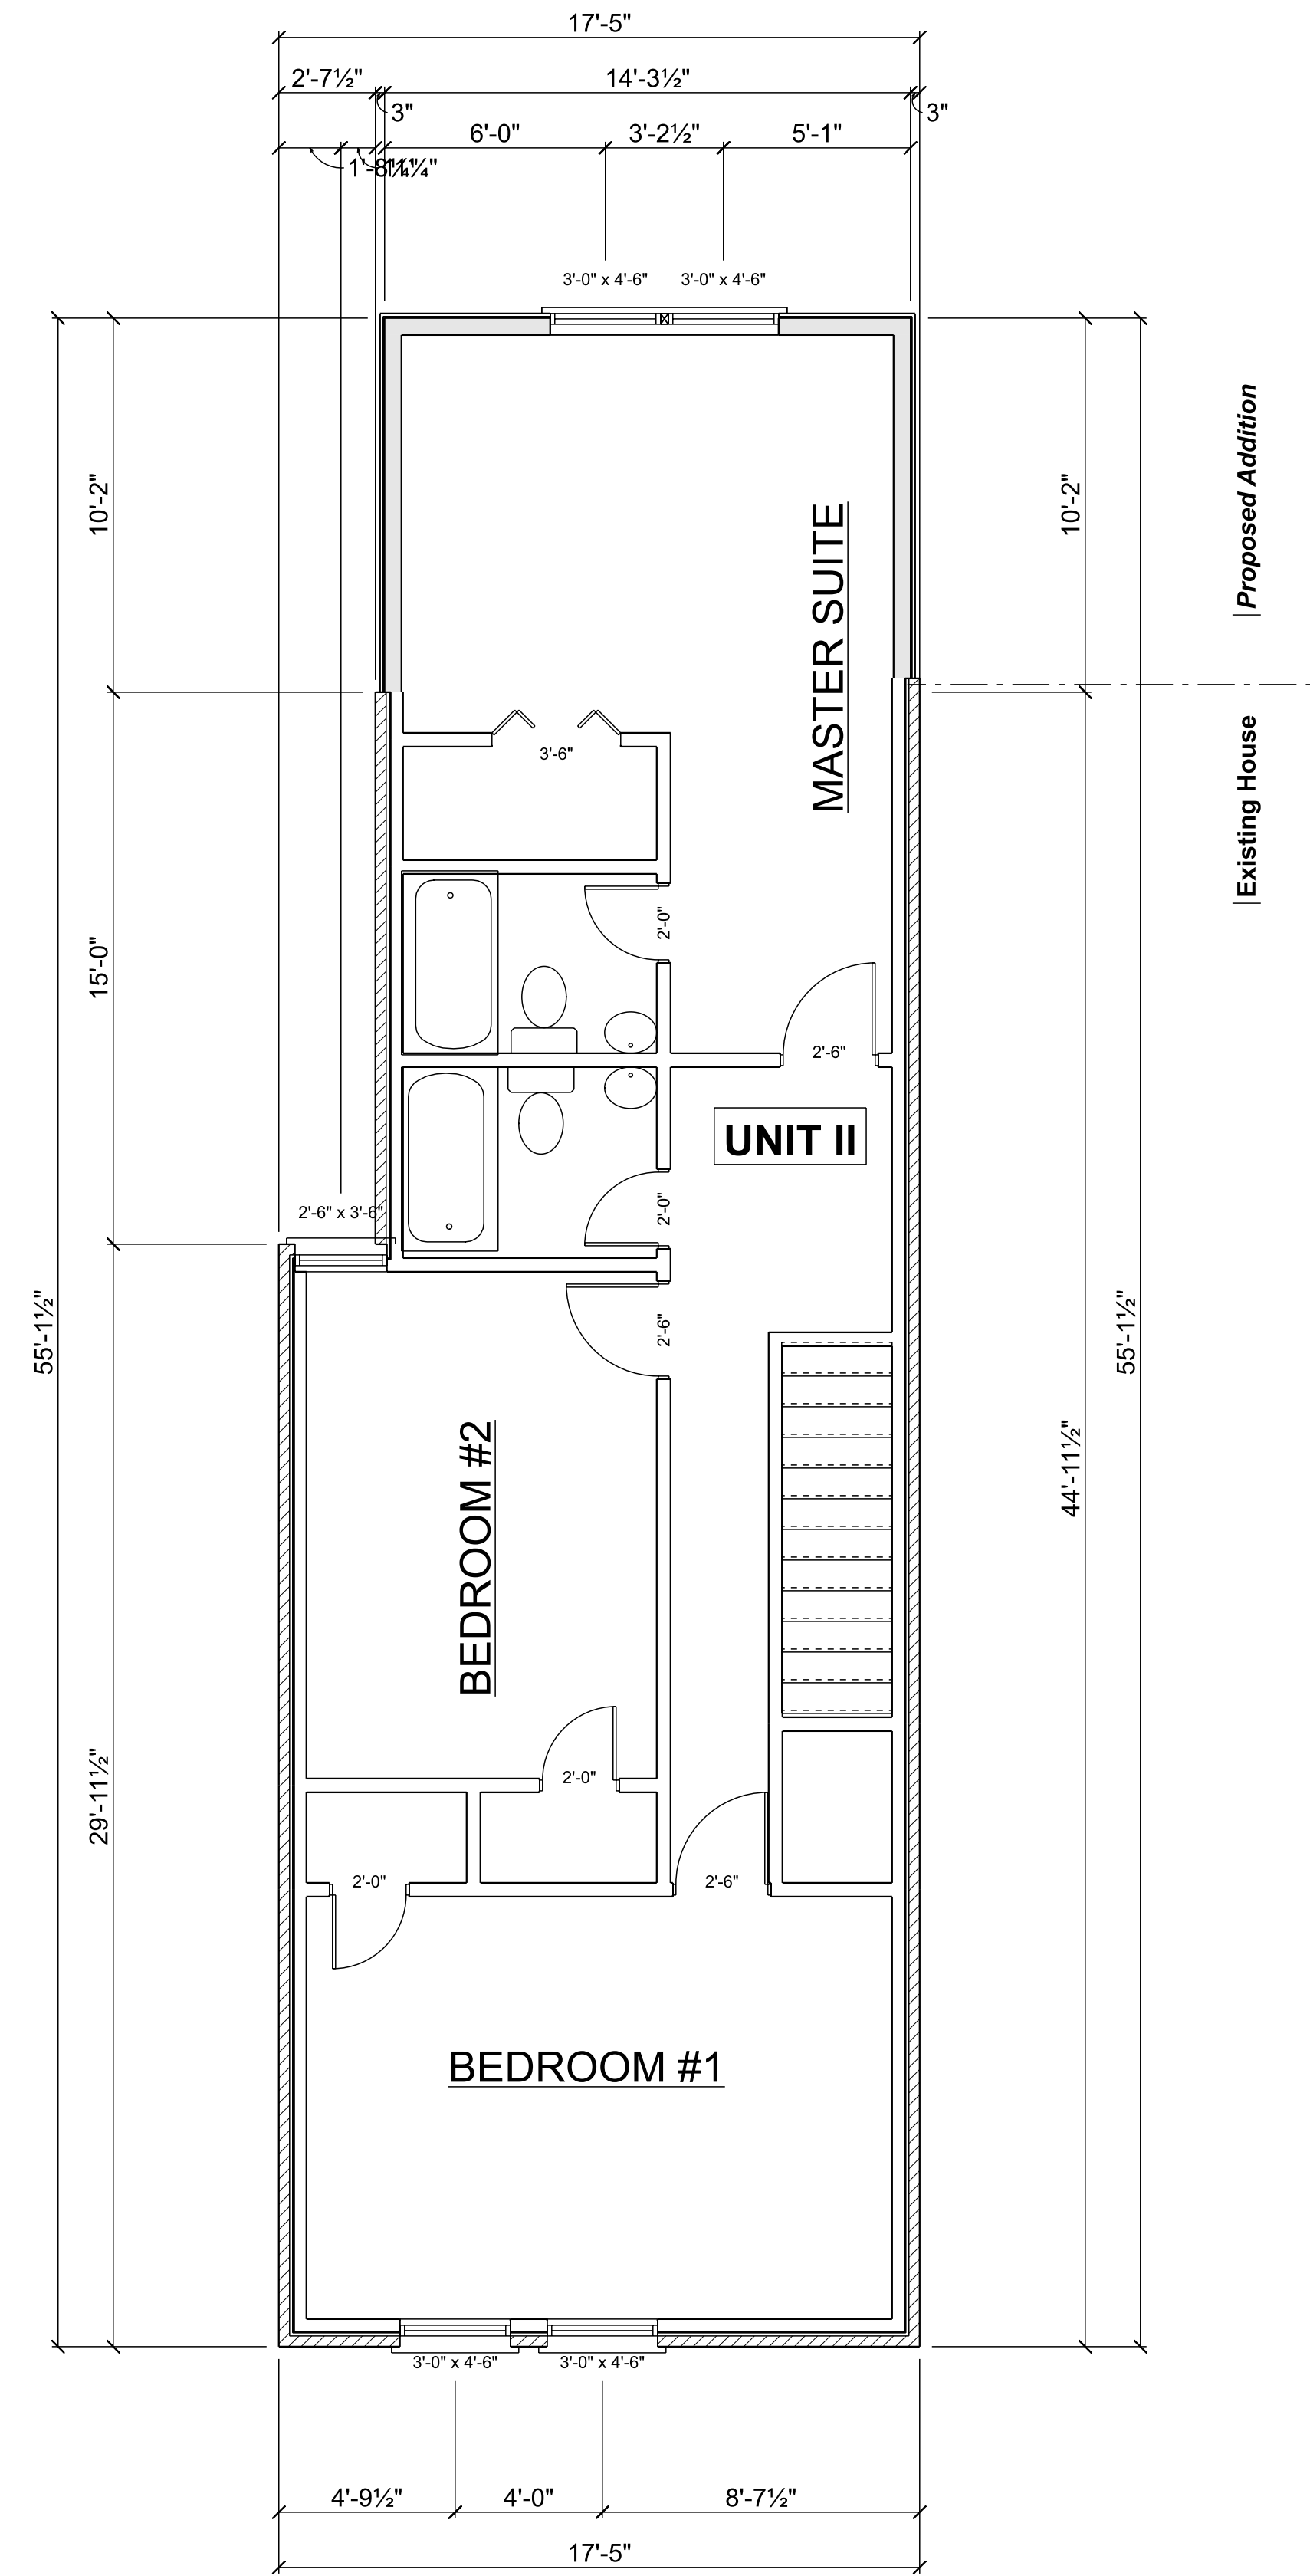 17'-5"
2'-7½"
14'-3½"
3"
3"
6'-0"
3'-2½"
5'-1"
1'-8¼"
3'-0" x 4'-6"
3'-0" x 4'-6"
10'-2"
10'-2"
Proposed Addition
MASTER SUITE
3'-6"
Existing House
2'-0"
15'-0"
2'-6"
UNIT II
2'-0"
2'-6" x 3'-6"
2'-6"
55'-1½"
55'-1½"
44'-11½"
BEDROOM #2
2'-0"
29'-11½"
2'-0"
2'-6"
BEDROOM #1
3'-0" x 4'-6"
3'-0" x 4'-6"
4'-9½"
4'-0"
8'-7½"
17'-5"